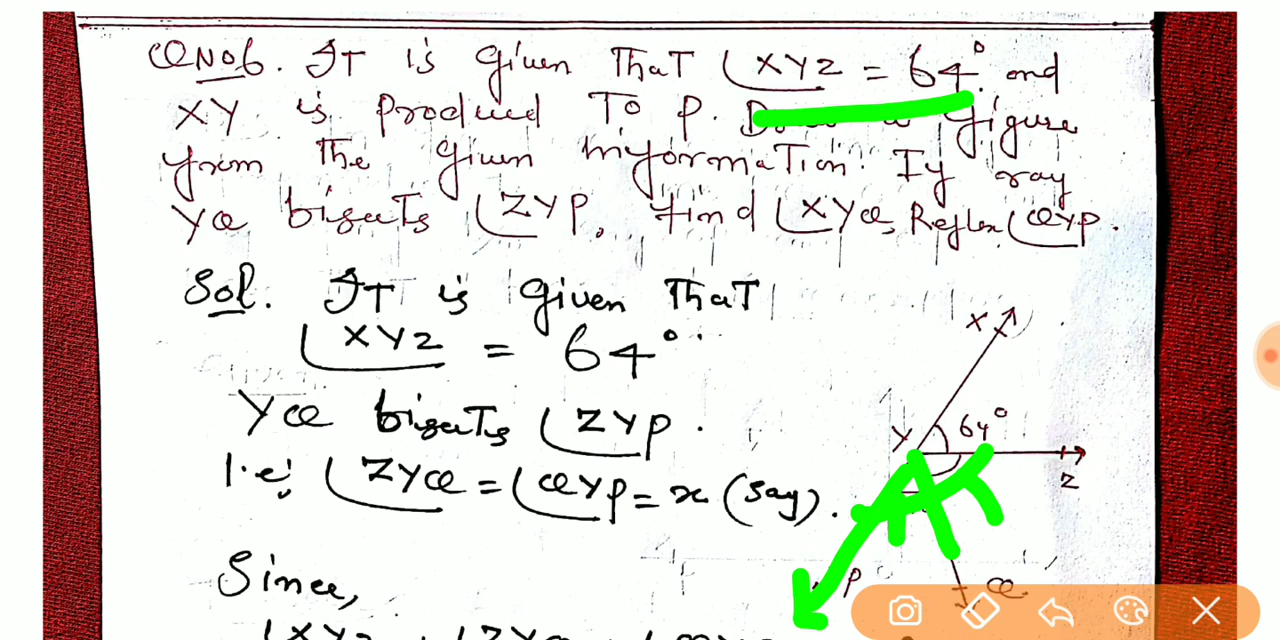 QNo6. IT is given ThaT ∠XYZ = 64° and
XY is produced To P. Draw a figure
from the given information. If ray
YQ bisects ∠ZYP, find ∠XYQ, Reflex ∠QYP.
Sol. IT is given ThaT
∠XYZ = 64°
YQ bisects ∠ZYP.
I.e; ∠ZYQ = ∠QYP = x (say).
Since,
X
Y
64°
Z
P
Q